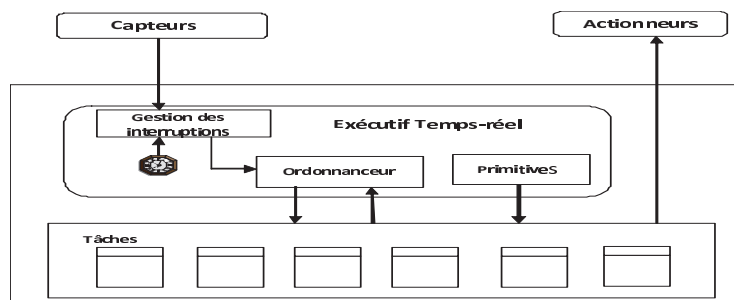 Capteurs
Actionneurs
Gestion des
interruptions
Exécutif Temps-réel
Ordonnanceur
PrimitiveS
Tâches